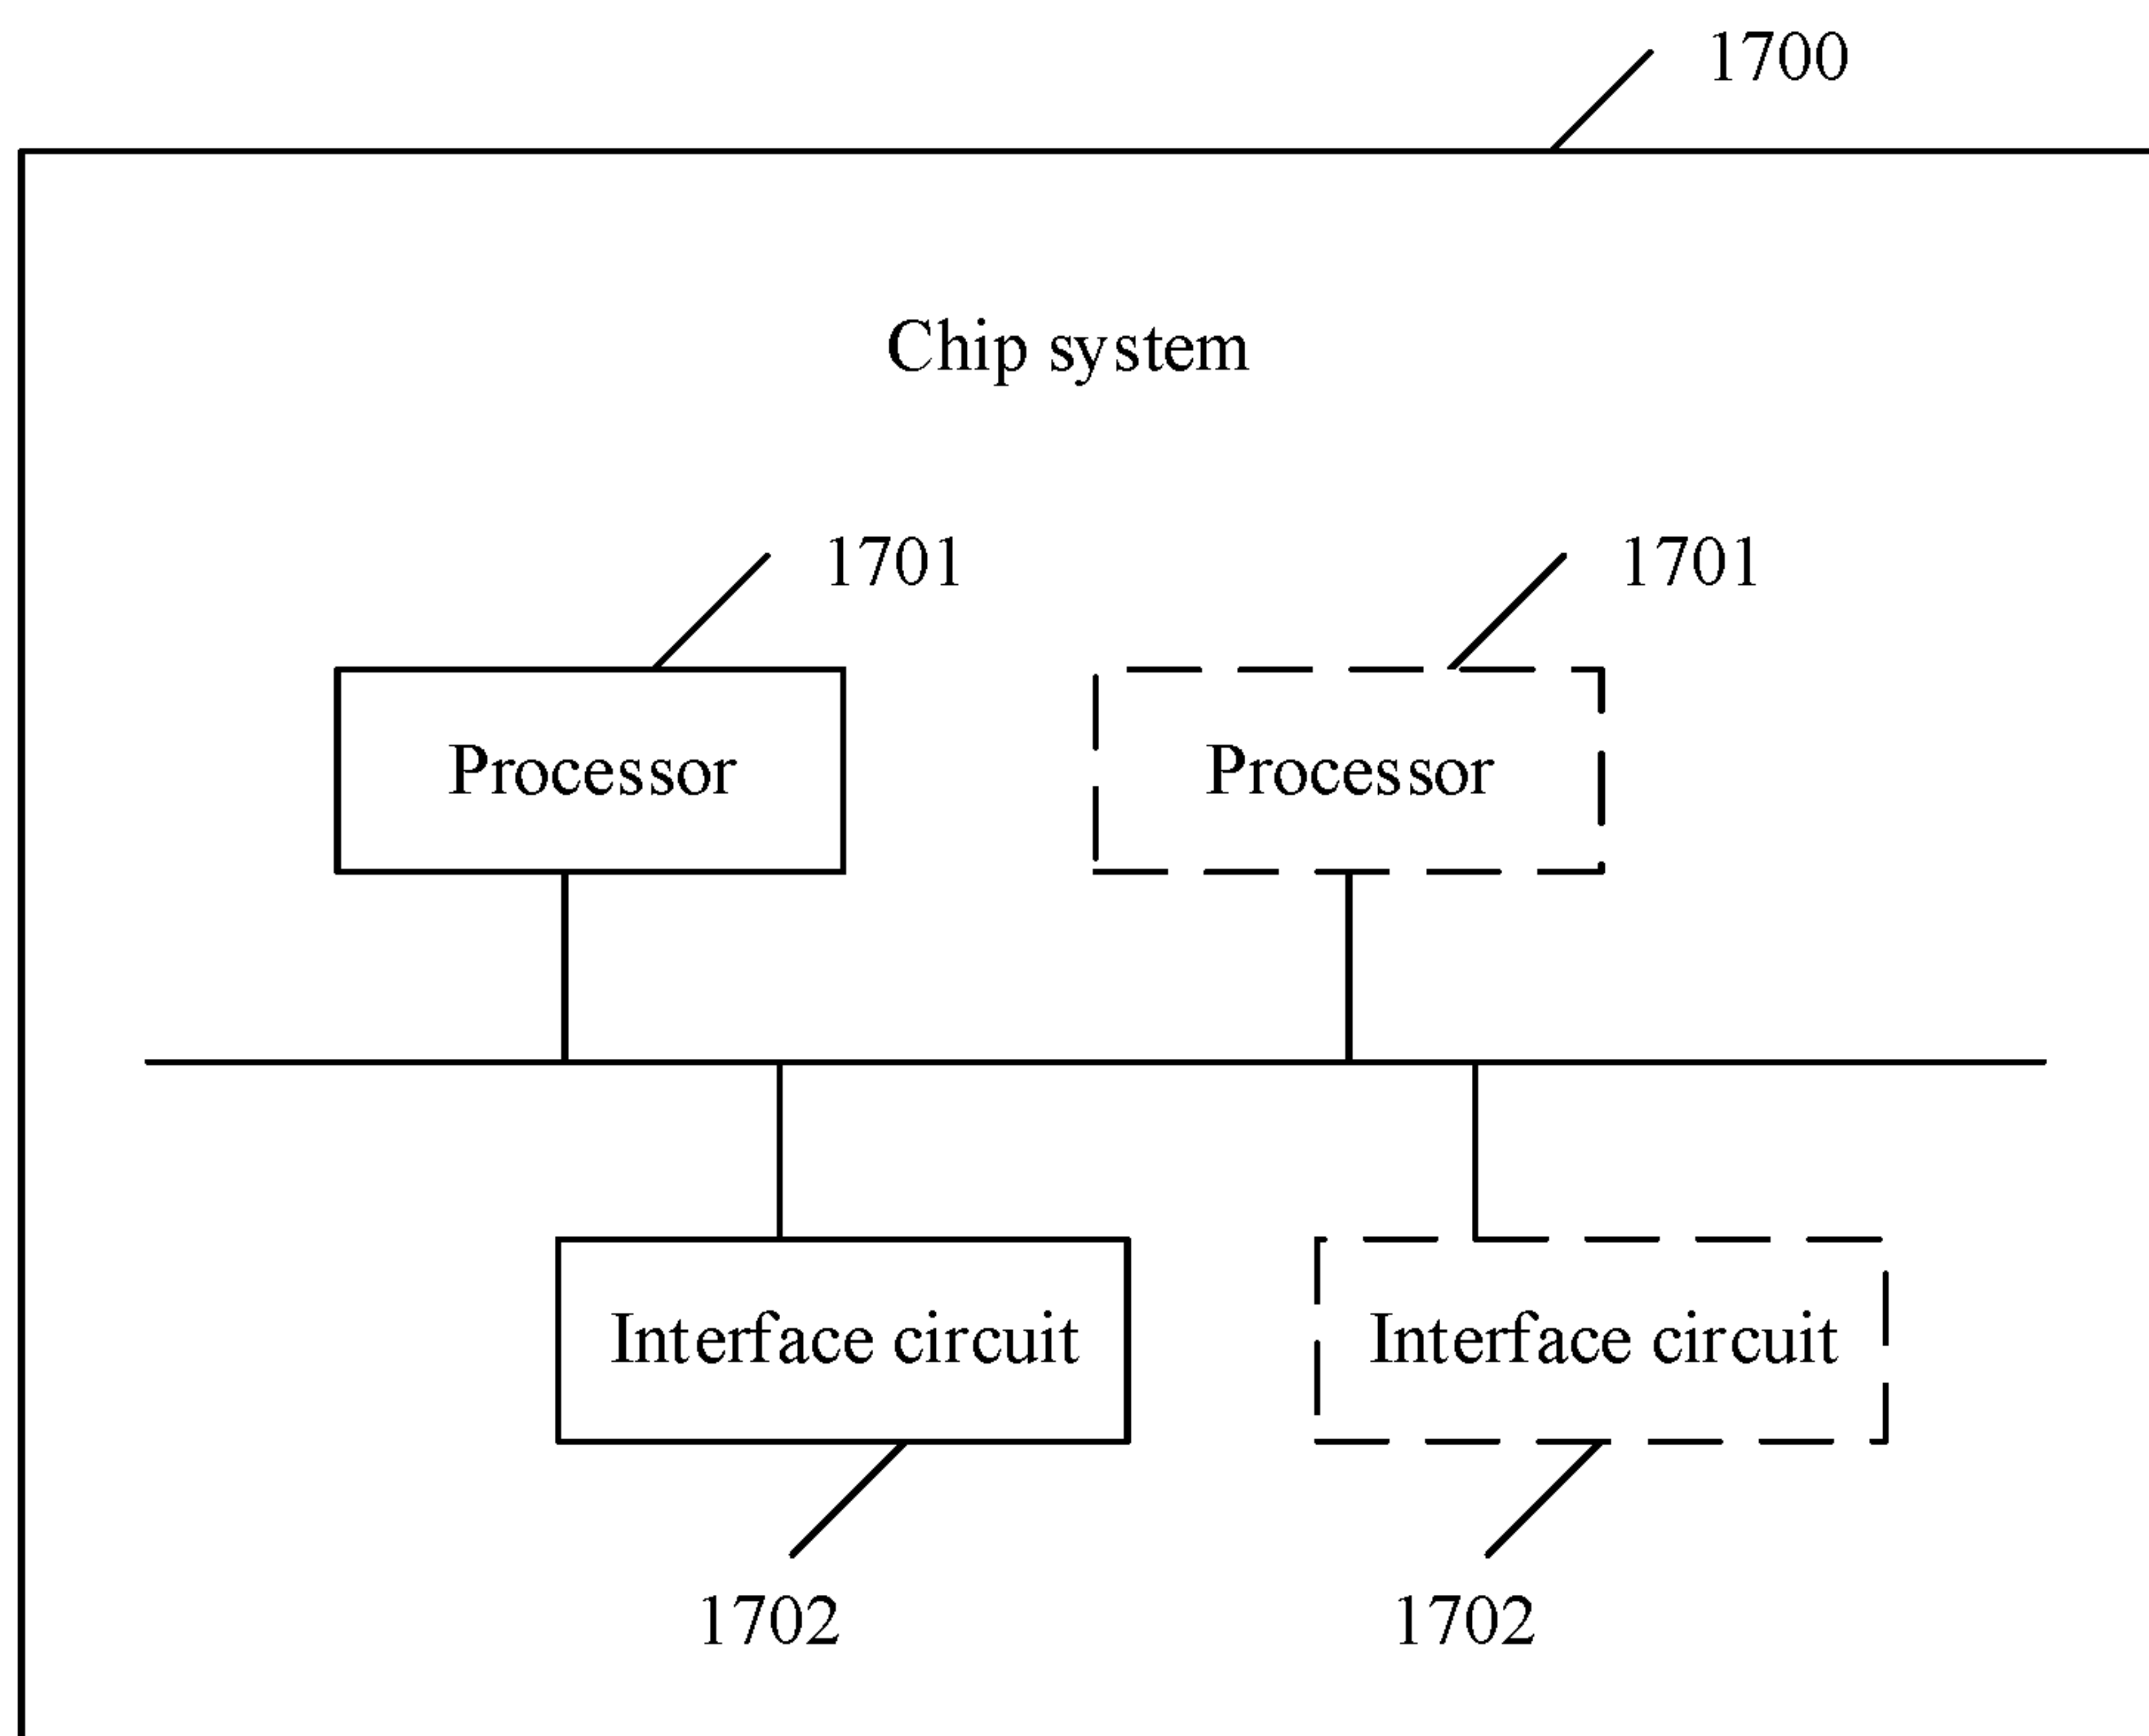 1700
Chip system
1701
1701
Processor
Processor
Interface circuit
Interface circuit
1702
1702